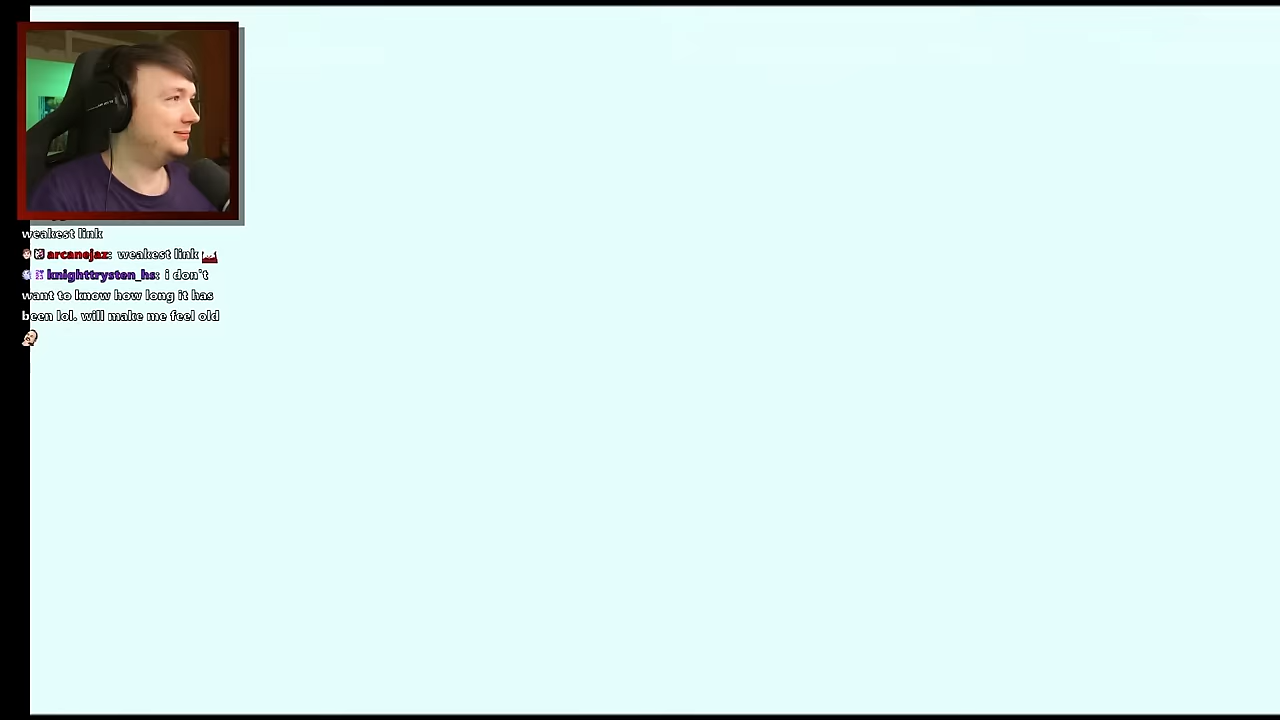 weakest link
arcanejaz: weakest link
knighttrysten_hs: i don't
want to know how long it has
been lol. will make me feel old